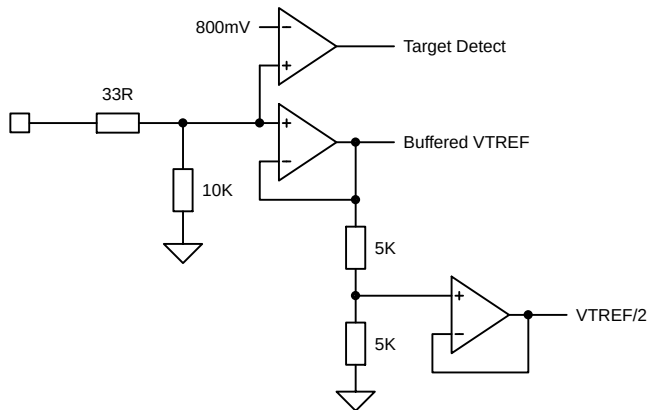 800mV
Target Detect
33R
Buffered VTREF
10K
5K
VTREF/2
5K